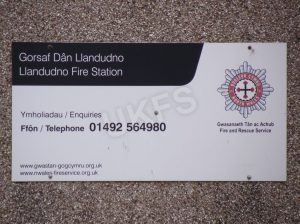 Gorsaf Dân Llandudno
Llandudno Fire Station
Ymholiadau / Enquiries
Ffôn / Telephone 01492 564980
www.gwastan-gogcymru.org.uk
www.nwales-fireservice.org.uk
Gwasanaeth Tân ac Achub
Fire and Rescue Service